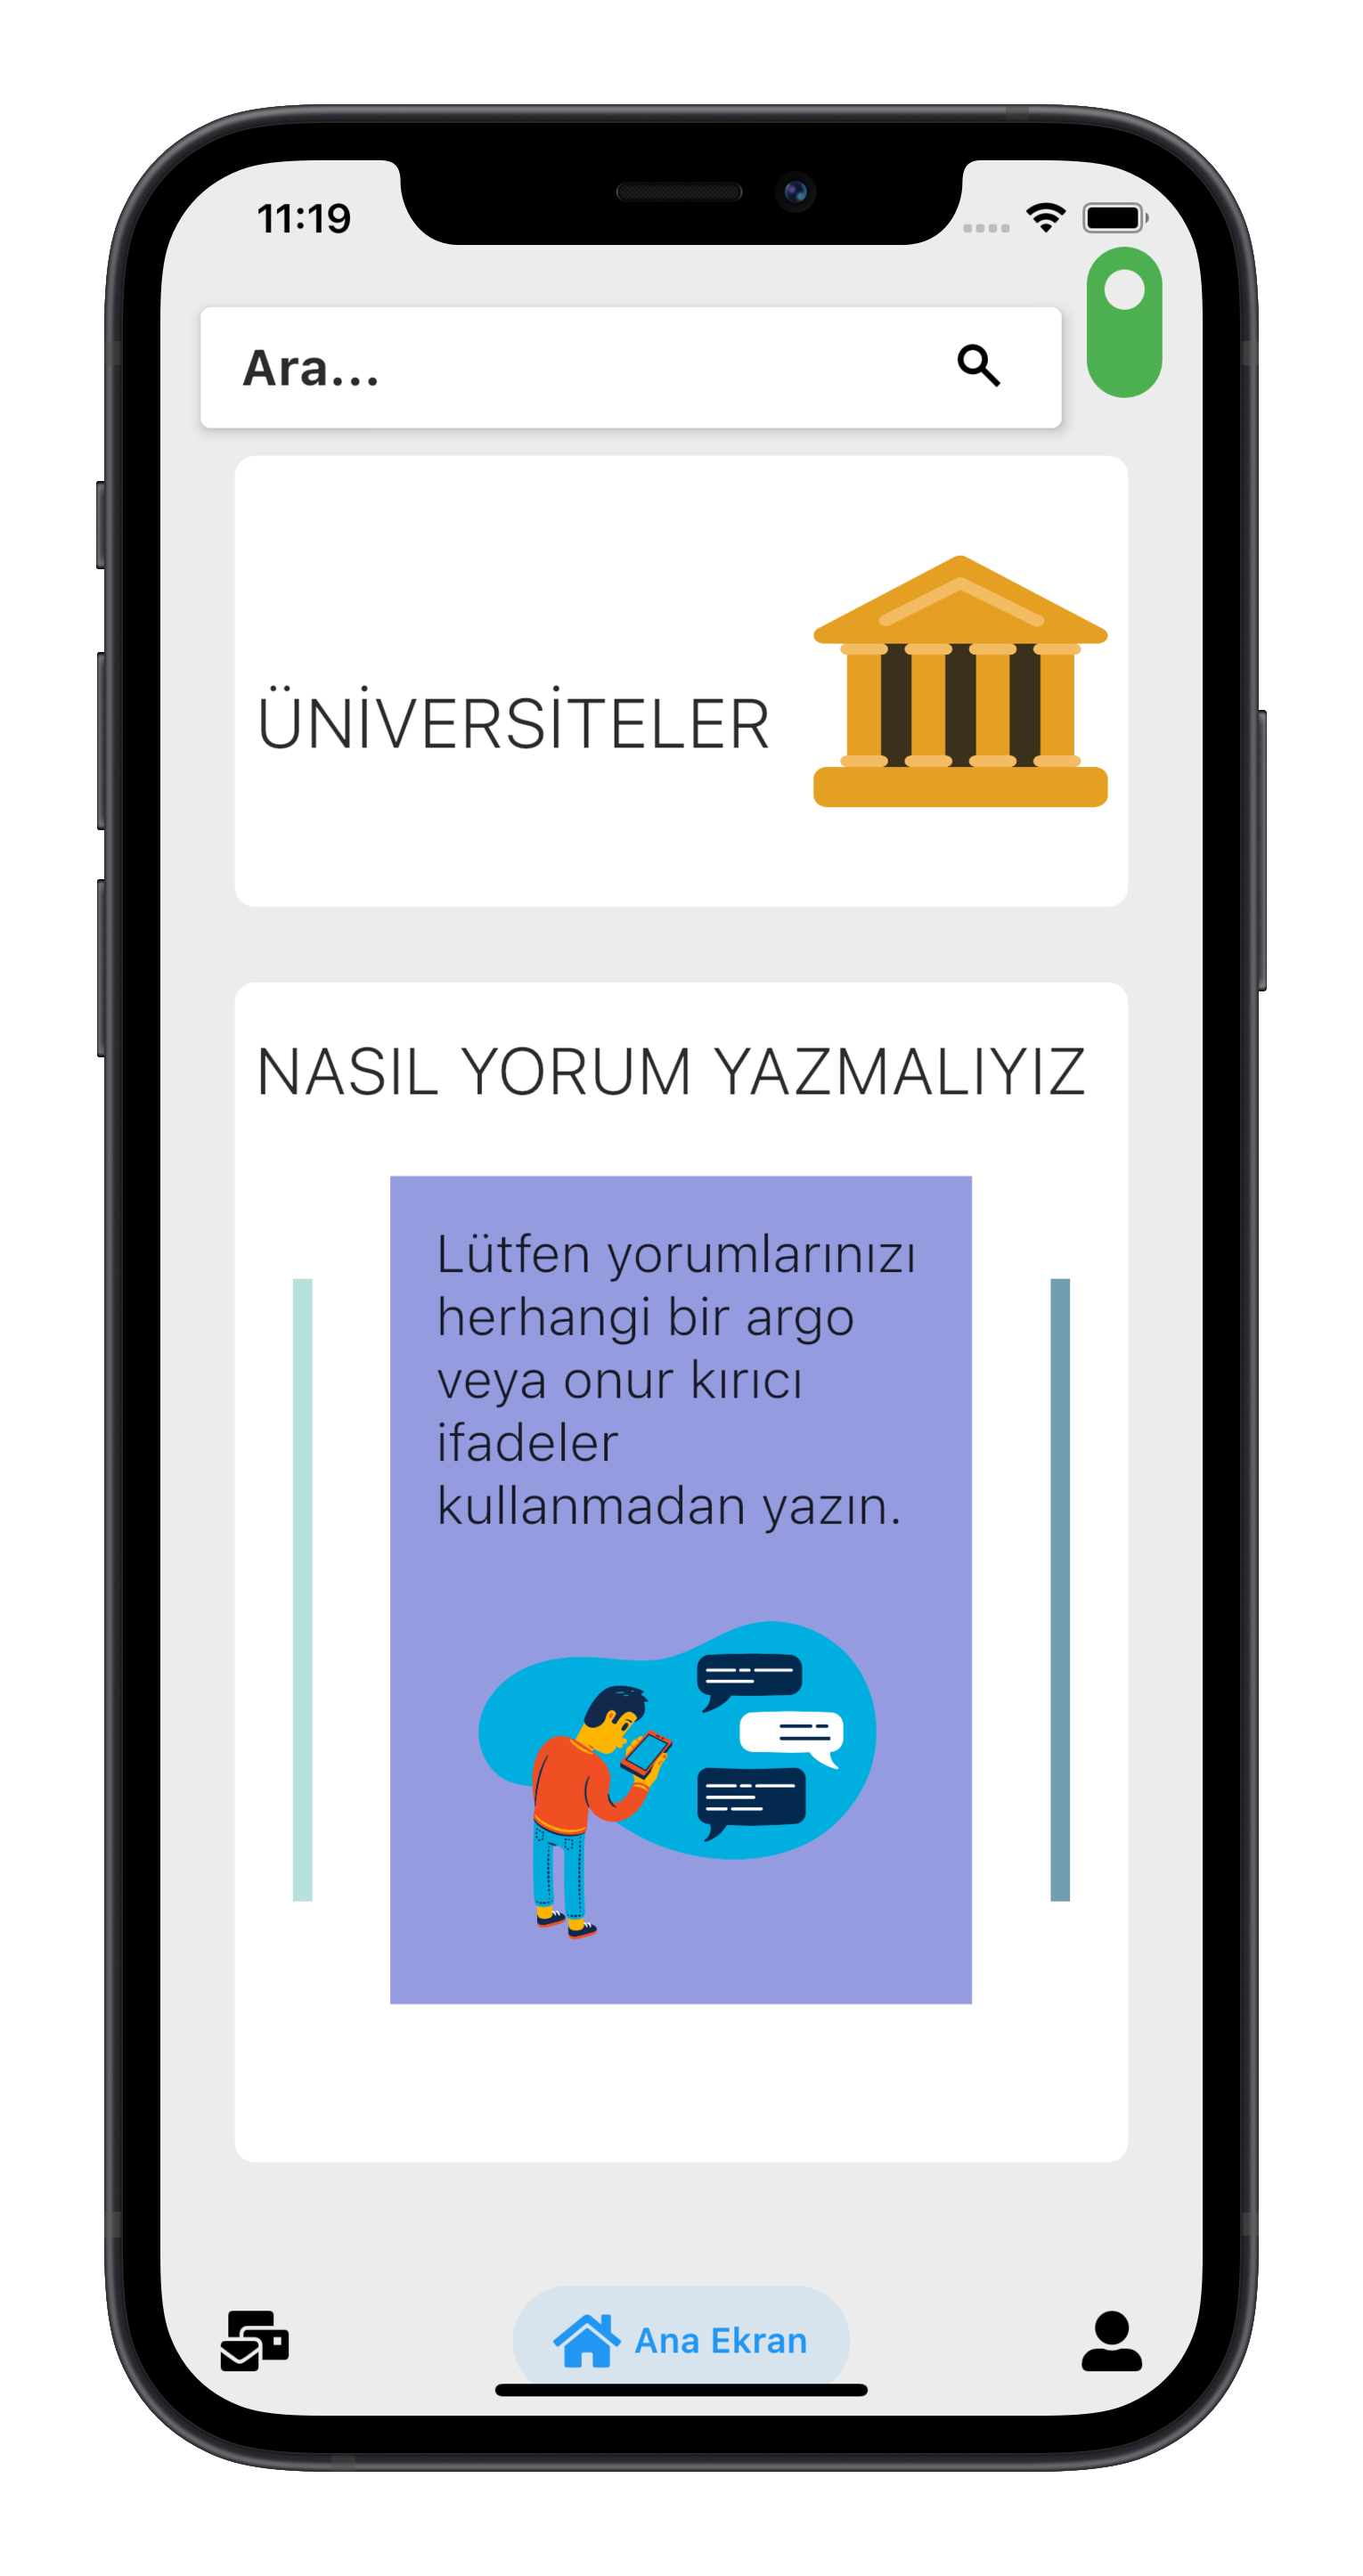 11:19
Ara...
ÜNİVERSİTELER
NASIL YORUM YAZMALIYIZ
Lütfen yorumlarınızı
herhangi bir argo
veya onur kırıcı
ifadeler
kullanmadan yazın.
Ana Ekran